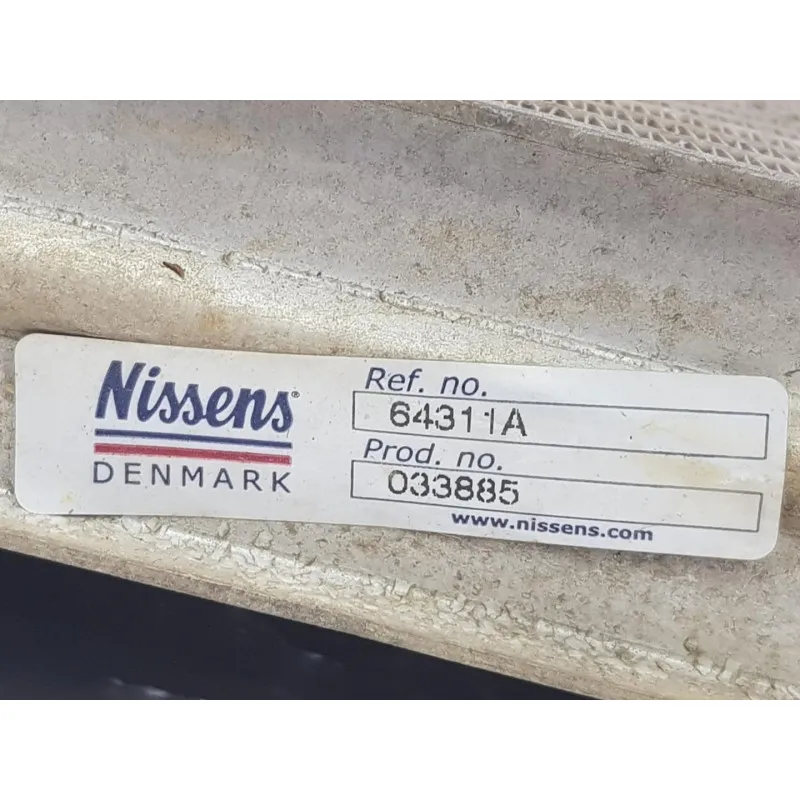 Nissens®
DENMARK
Ref. no.
64311A
Prod. no.
033885
www.nissens.com